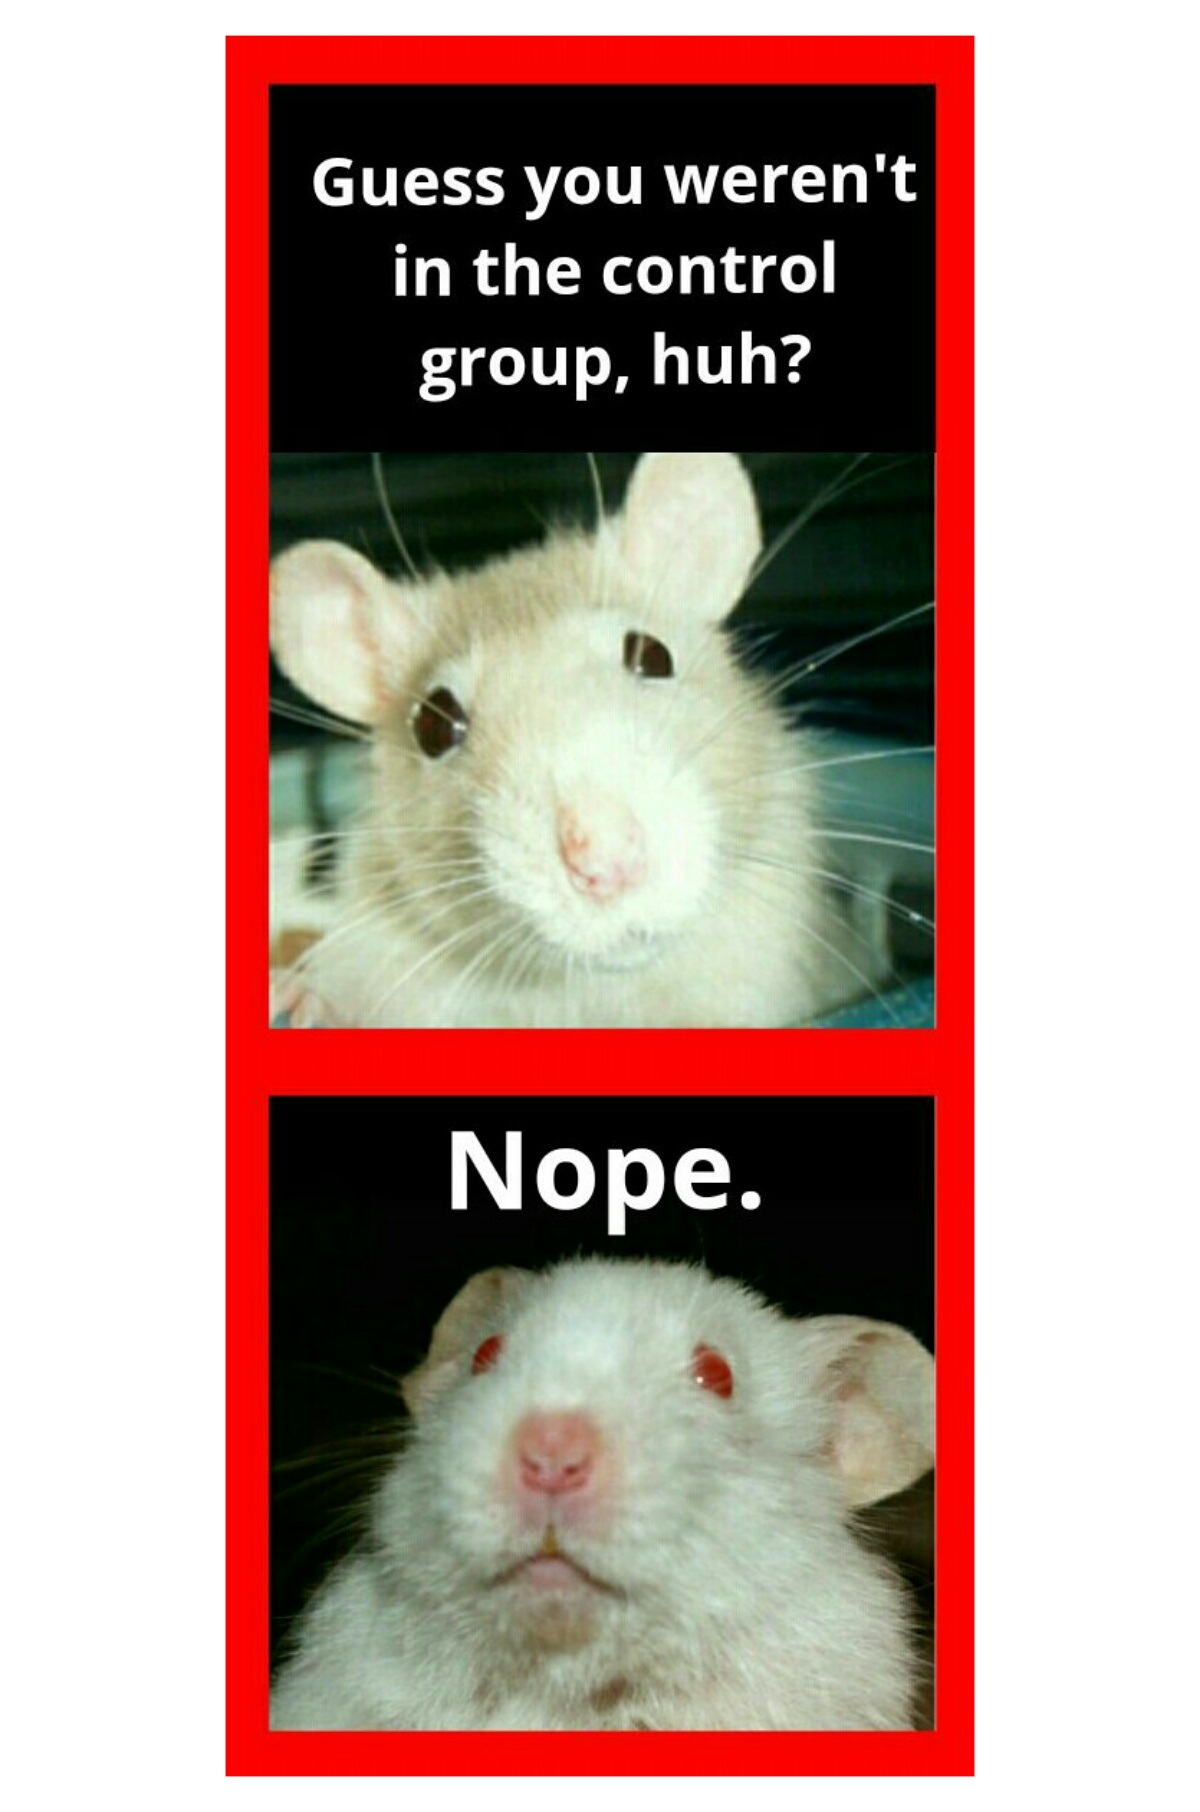 Guess you weren't
in the control
group, huh?
Nope.